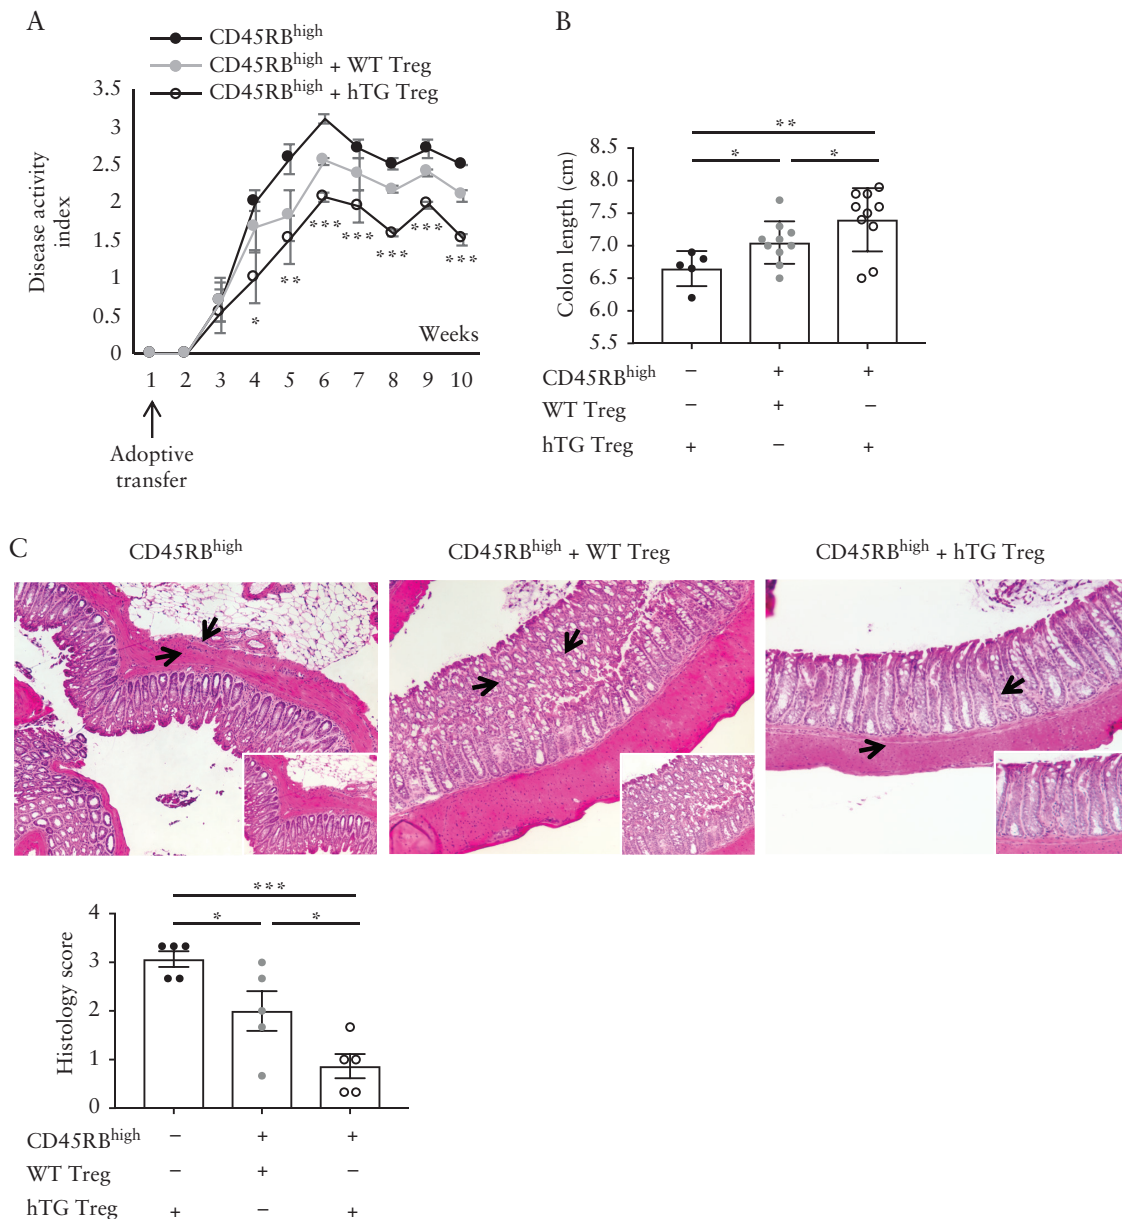 A
CD45RBhigh
CD45RBhigh + WT Treg
CD45RBhigh + hTG Treg
Disease activity
index
3.5
3
2.5
2
1.5
1
0.5
0
*
**
***
***
***
***
***
Weeks
1 2 3 4 5 6 7 8 9 10
Adoptive
transfer
B
**
* *
Colon length (cm)
8.5
8.0
7.5
7.0
6.5
6.0
5.5
CD45RBhigh – + +
WT Treg – + –
hTG Treg + – +
C
CD45RBhigh
CD45RBhigh + WT Treg
CD45RBhigh + hTG Treg
***
* *
Histology score
4
3
2
1
0
CD45RBhigh – + +
WT Treg – + –
hTG Treg + – +